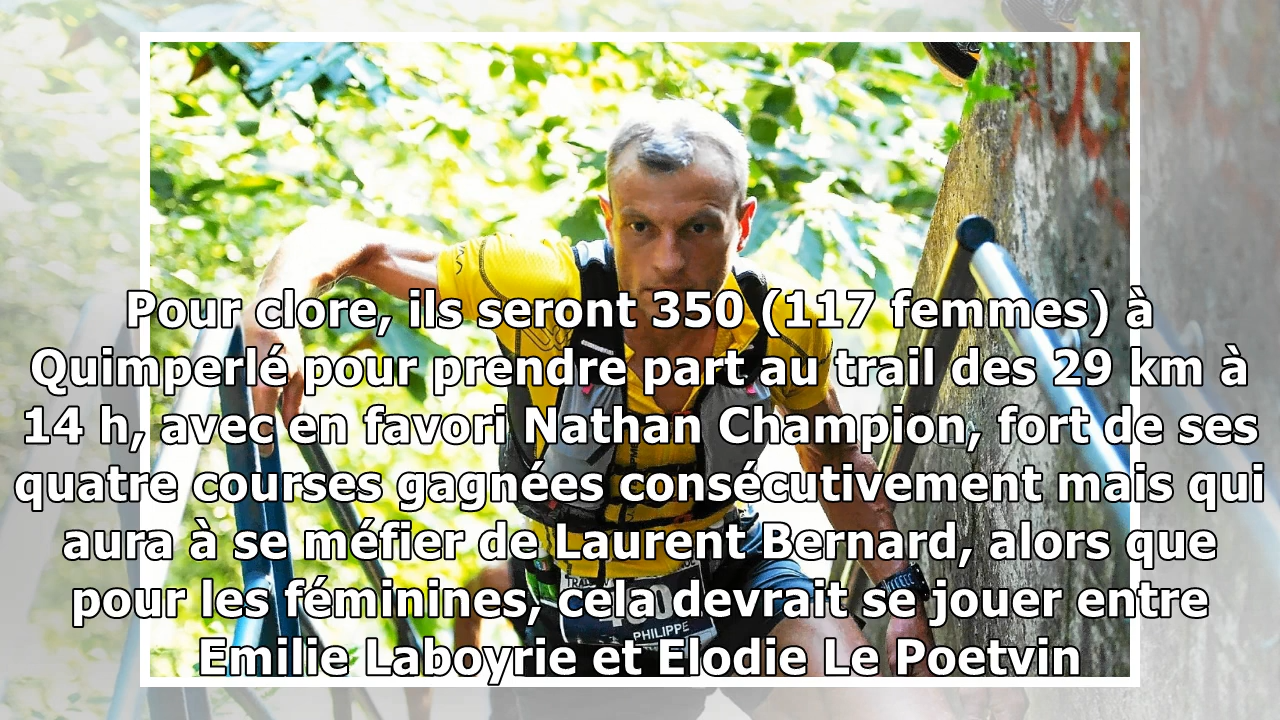 Pour clore, ils seront 350 (117 femmes) à
Quimperlé pour prendre part au trail des 29 km à
14 h, avec en favori Nathan Champion, fort de ses
quatre courses gagnées consécutivement mais qui
aura à se méfier de Laurent Bernard, alors que
pour les féminines, cela devrait se jouer entre
PHILIPPE
Emilie Laboyrie et Elodie Le Poetvin